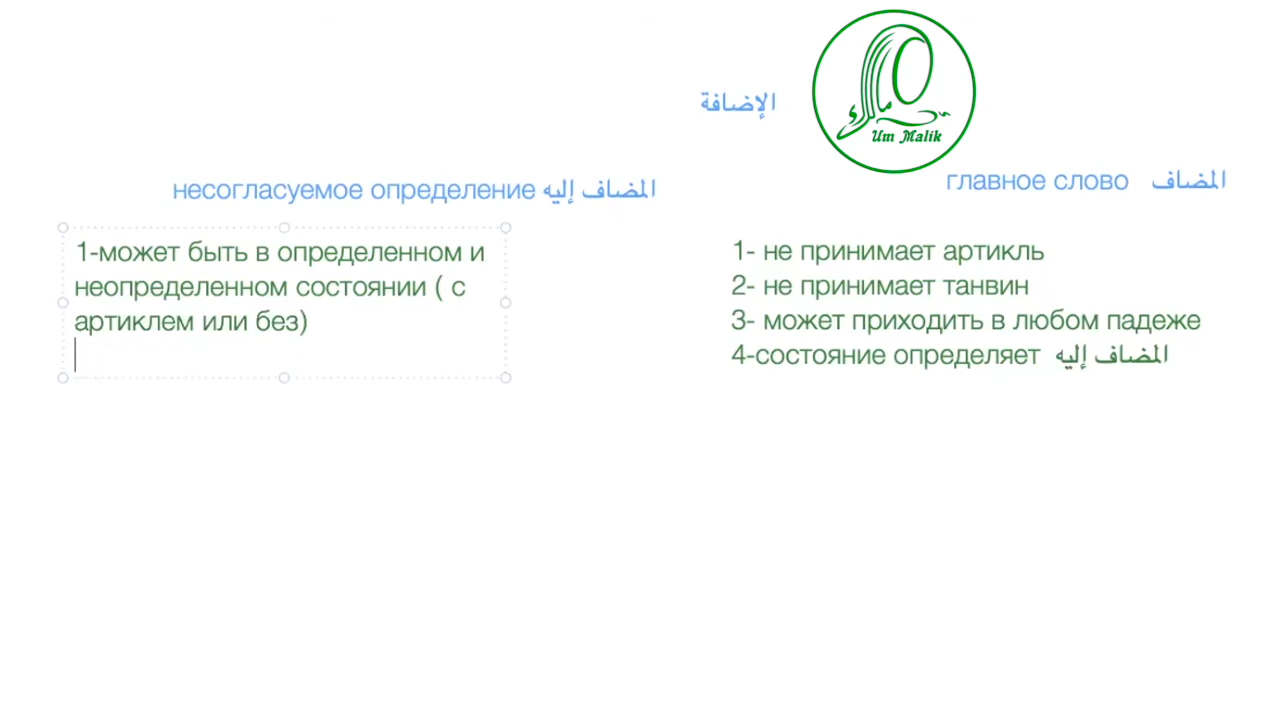 الإضافة
Um Malik
главное слово المضاف
1- не принимает артикль
2- не принимает танвин
3- может приходить в любом падеже
4-состояние определяет المضاف إليه
несогласуемое определение المضاف إليه
1-может быть в определенном и
неопределенном состоянии ( с
артиклем или без)